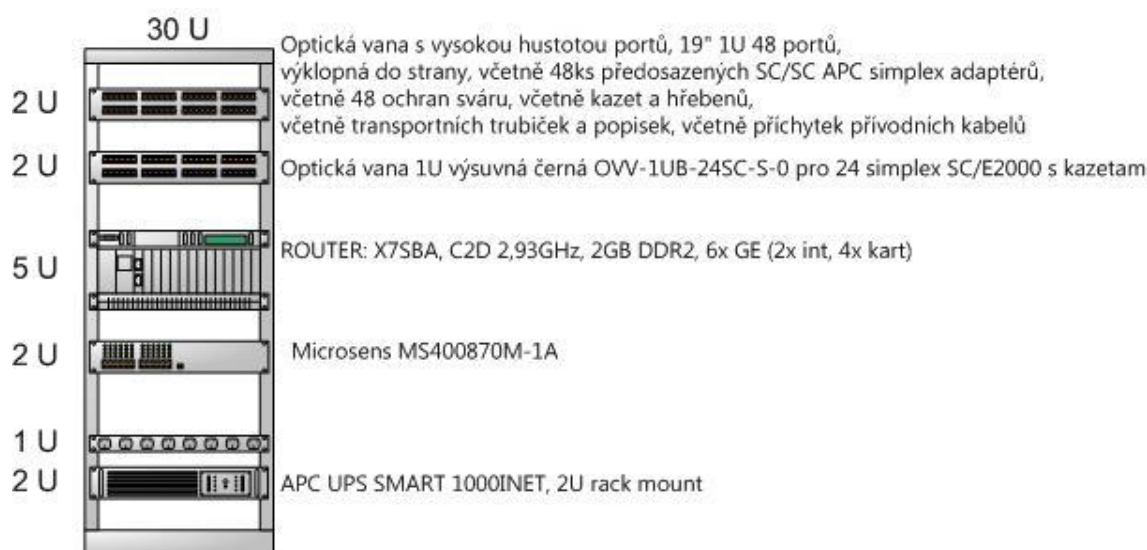 30 U
Optická vana s vysokou hustotou portů, 19" 1U 48 portů,
výklopná do strany, včetně 48ks předosazených SC/SC APC simplex adaptérů,
2 U
včetně 48 ochran sváru, včetně kazet a hřebenů,
včetně transportních trubiček a popisek, včetně příchytek přívodních kabelů
2 U
Optická vana 1U výsuvná černá OVV-1UB-24SC-S-0 pro 24 simplex SC/E2000 s kazetam
ROUTER: X7SBA, C2D 2,93GHz, 2GB DDR2, 6x GE (2x int, 4x kart)
5 U
2 U
Microsens MS400870M-1A
1 U
2 U
APC UPS SMART 1000INET, 2U rack mount